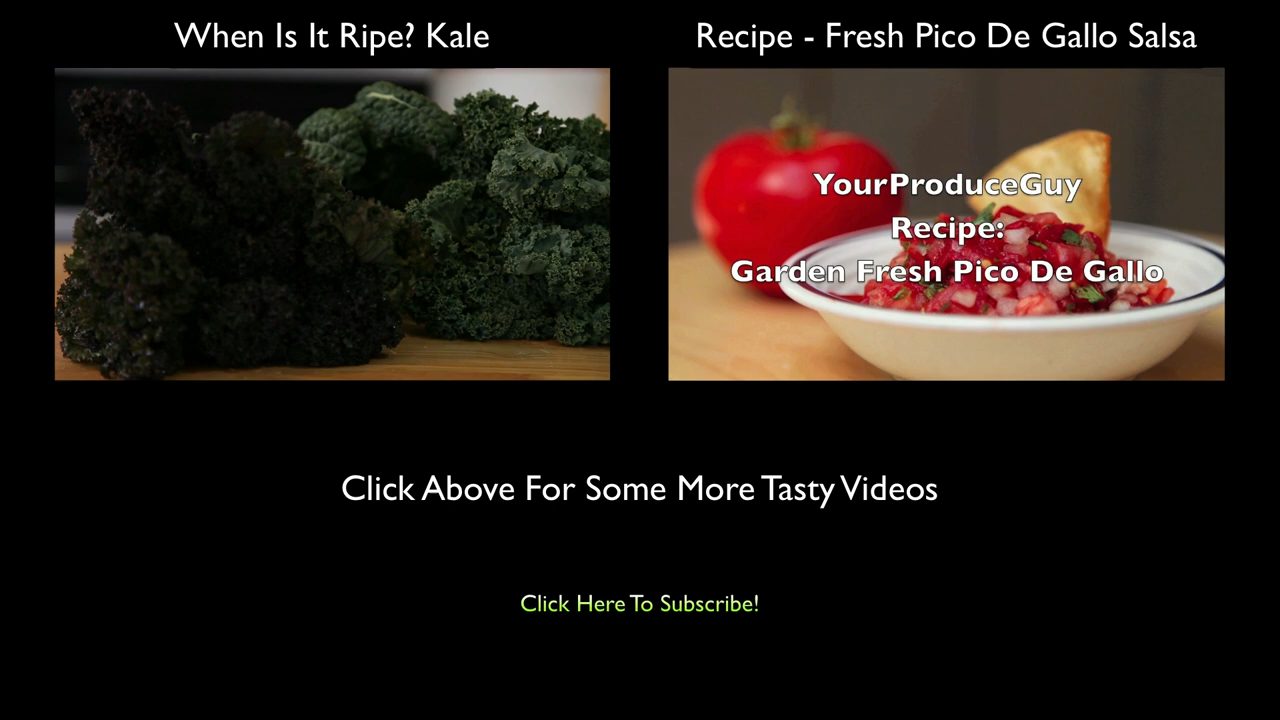 When Is It Ripe? Kale
Recipe - Fresh Pico De Gallo Salsa
YourProduceGuy
Recipe:
Garden Fresh Pico De Gallo
Click Above For Some More Tasty Videos
Click Here To Subscribe!